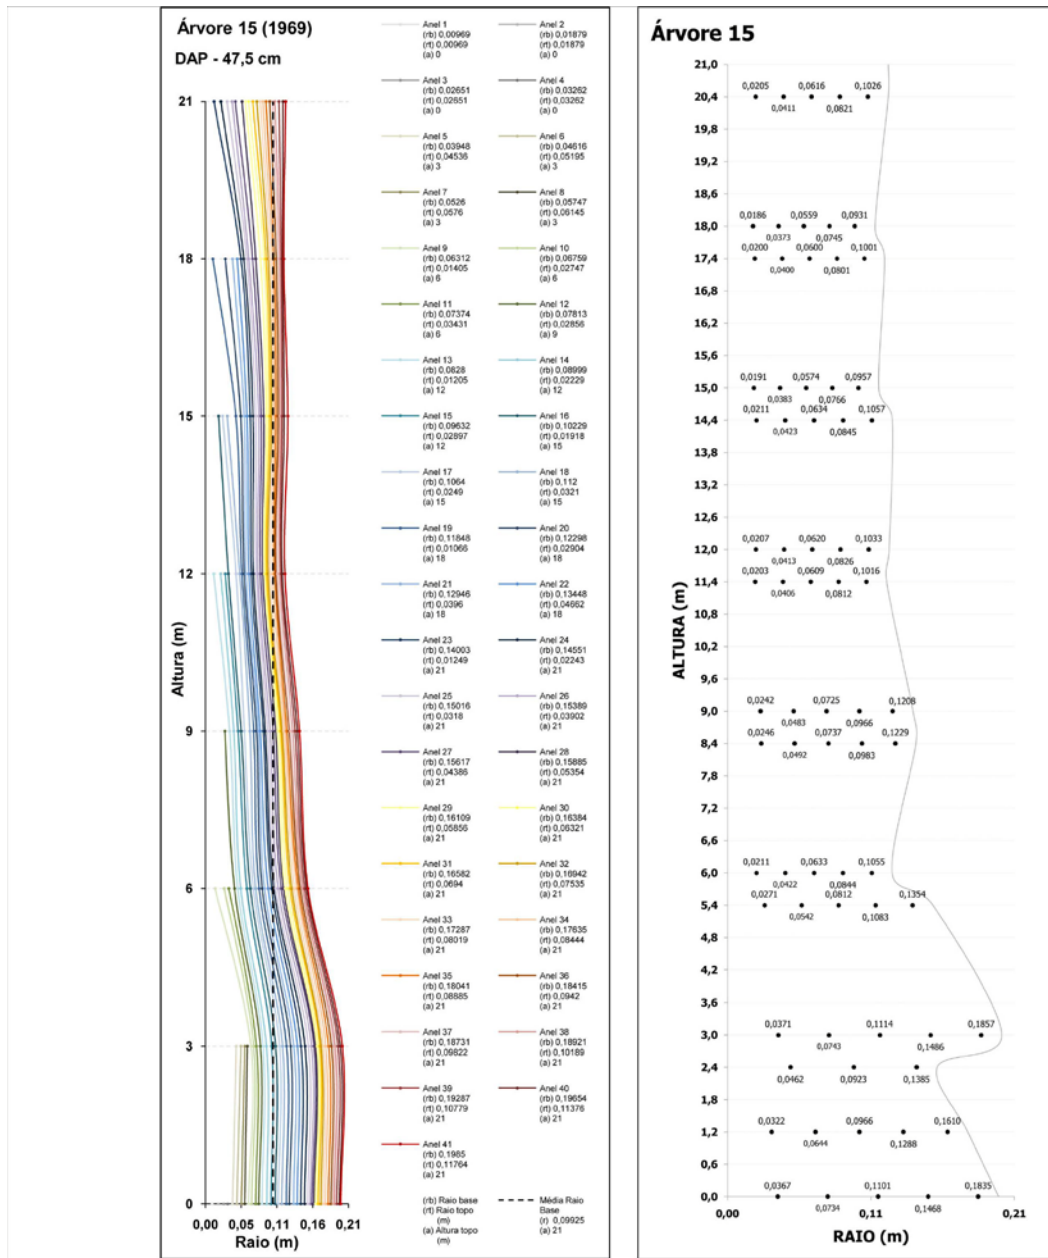 Árvore 15 (1969)
DAP - 47,5 cm
21
18
15
12
9
6
3
0
Altura (m)
0,00 0,05 0,11 0,16 0,21
Raio (m)
Anel 1
(rb) 0,00969
(rt) 0,00969
(a) 0
Anel 2
(rb) 0,01879
(rt) 0,01879
(a) 0
Anel 3
(rb) 0,02651
(rt) 0,02651
(a) 0
Anel 4
(rb) 0,03262
(rt) 0,03262
(a) 0
Anel 5
(rb) 0,03948
(rt) 0,04536
(a) 3
Anel 6
(rb) 0,04616
(rt) 0,05195
(a) 3
Anel 7
(rb) 0,0526
(rt) 0,0576
(a) 3
Anel 8
(rb) 0,05747
(rt) 0,06145
(a) 3
Anel 9
(rb) 0,06312
(rt) 0,01405
(a) 6
Anel 10
(rb) 0,06759
(rt) 0,02747
(a) 6
Anel 11
(rb) 0,07374
(rt) 0,03431
(a) 6
Anel 12
(rb) 0,07813
(rt) 0,02856
(a) 9
Anel 13
(rb) 0,0828
(rt) 0,01205
(a) 12
Anel 14
(rb) 0,08999
(rt) 0,02229
(a) 12
Anel 15
(rb) 0,09632
(rt) 0,02897
(a) 12
Anel 16
(rb) 0,10229
(rt) 0,01918
(a) 15
Anel 17
(rb) 0,1064
(rt) 0,0249
(a) 15
Anel 18
(rb) 0,112
(rt) 0,0321
(a) 15
Anel 19
(rb) 0,11848
(rt) 0,01066
(a) 18
Anel 20
(rb) 0,12298
(rt) 0,02904
(a) 18
Anel 21
(rb) 0,12946
(rt) 0,0396
(a) 18
Anel 22
(rb) 0,13448
(rt) 0,04662
(a) 18
Anel 23
(rb) 0,14003
(rt) 0,01249
(a) 21
Anel 24
(rb) 0,14551
(rt) 0,02243
(a) 21
Anel 25
(rb) 0,15016
(rt) 0,0318
(a) 21
Anel 26
(rb) 0,15389
(rt) 0,03902
(a) 21
Anel 27
(rb) 0,15617
(rt) 0,04386
(a) 21
Anel 28
(rb) 0,15885
(rt) 0,05354
(a) 21
Anel 29
(rb) 0,16109
(rt) 0,05856
(a) 21
Anel 30
(rb) 0,16384
(rt) 0,06321
(a) 21
Anel 31
(rb) 0,16582
(rt) 0,0694
(a) 21
Anel 32
(rb) 0,16942
(rt) 0,07535
(a) 21
Anel 33
(rb) 0,17287
(rt) 0,08019
(a) 21
Anel 34
(rb) 0,17635
(rt) 0,08444
(a) 21
Anel 35
(rb) 0,18041
(rt) 0,08885
(a) 21
Anel 36
(rb) 0,18415
(rt) 0,0942
(a) 21
Anel 37
(rb) 0,18731
(rt) 0,09822
(a) 21
Anel 38
(rb) 0,18921
(rt) 0,10189
(a) 21
Anel 39
(rb) 0,19287
(rt) 0,10779
(a) 21
Anel 40
(rb) 0,19654
(rt) 0,11376
(a) 21
Anel 41
(rb) 0,1985
(rt) 0,11764
(a) 21
(rb) Raio base
(rt) Raio topo
(m)
(a) Altura topo
(m)
Média Raio
Base
(r) 0,09925
(a) 21
Árvore 15
ALTURA (m)
21,0
20,4 0,0205 0,0616 0,1026
0,0411 0,0821
19,8
19,2
18,6
0,0186 0,0559 0,0931
18,0
0,0373 0,0745
0,0200 0,0600 0,1001
17,4
0,0400 0,0801
16,8
16,2
15,6
0,0191 0,0574 0,0957
15,0
0,0383 0,0766
0,0211 0,0634 0,1057
14,4
0,0423 0,0845
13,8
13,2
12,6
0,0207 0,0620 0,1033
12,0
0,0413 0,0826
0,0203 0,0609 0,1016
11,4
0,0406 0,0812
10,8
10,2
9,6
0,0242 0,0725 0,1208
9,0
0,0483 0,0966
0,0246 0,0737 0,1229
8,4
0,0492 0,0983
7,8
7,2
6,6
0,0211 0,0633 0,1055
6,0
0,0422 0,0844
0,0271 0,0812 0,1354
5,4
0,0542 0,1083
4,8
4,2
3,6
0,0371 0,1114 0,1857
3,0
0,0743 0,1486
2,4
0,0462 0,0923 0,1385
1,8
0,0322 0,0966 0,1610
1,2
0,0644 0,1288
0,6
0,0367 0,1101 0,1835
0,0
0,0734 0,1468
0,00 0,11 0,21
RAIO (m)